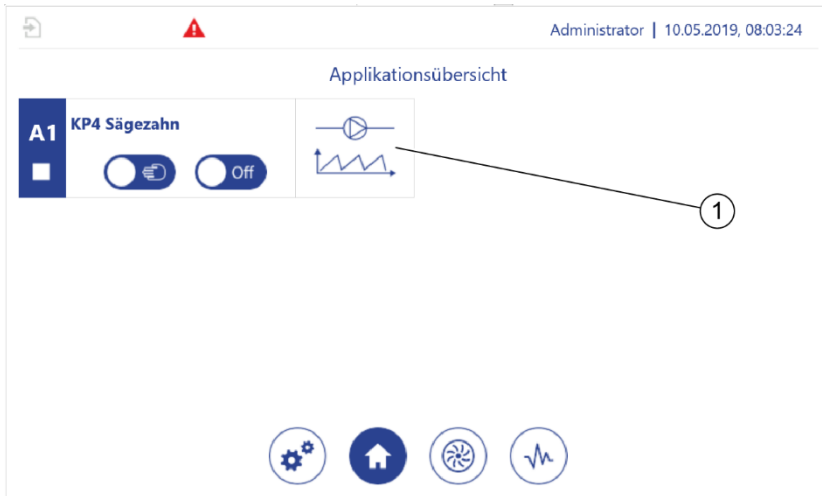 Administrator | 10.05.2019, 08:03:24
Applikationsübersicht
A1
KP4 Sägezahn
Off
1